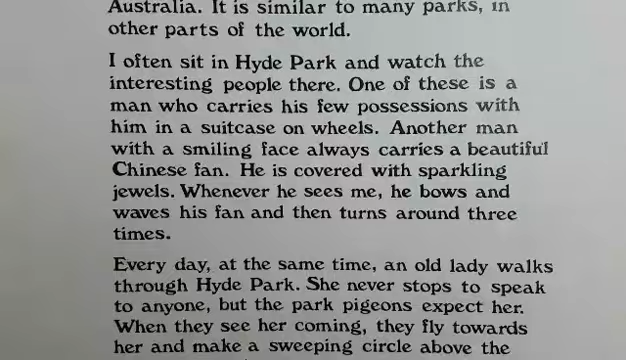 Australia. It is similar to many parks, in
other parts of the world.
I often sit in Hyde Park and watch the
interesting people there. One of these is a
man who carries his few possessions with
him in a suitcase on wheels. Another man
with a smiling face always carries a beautiful
Chinese fan. He is covered with sparkling
jewels. Whenever he sees me, he bows and
waves his fan and then turns around three
times.
Every day, at the same time, an old lady walks
through Hyde Park. She never stops to speak
to anyone, but the park pigeons expect her.
When they see her coming, they fly towards
her and make a sweeping circle above the